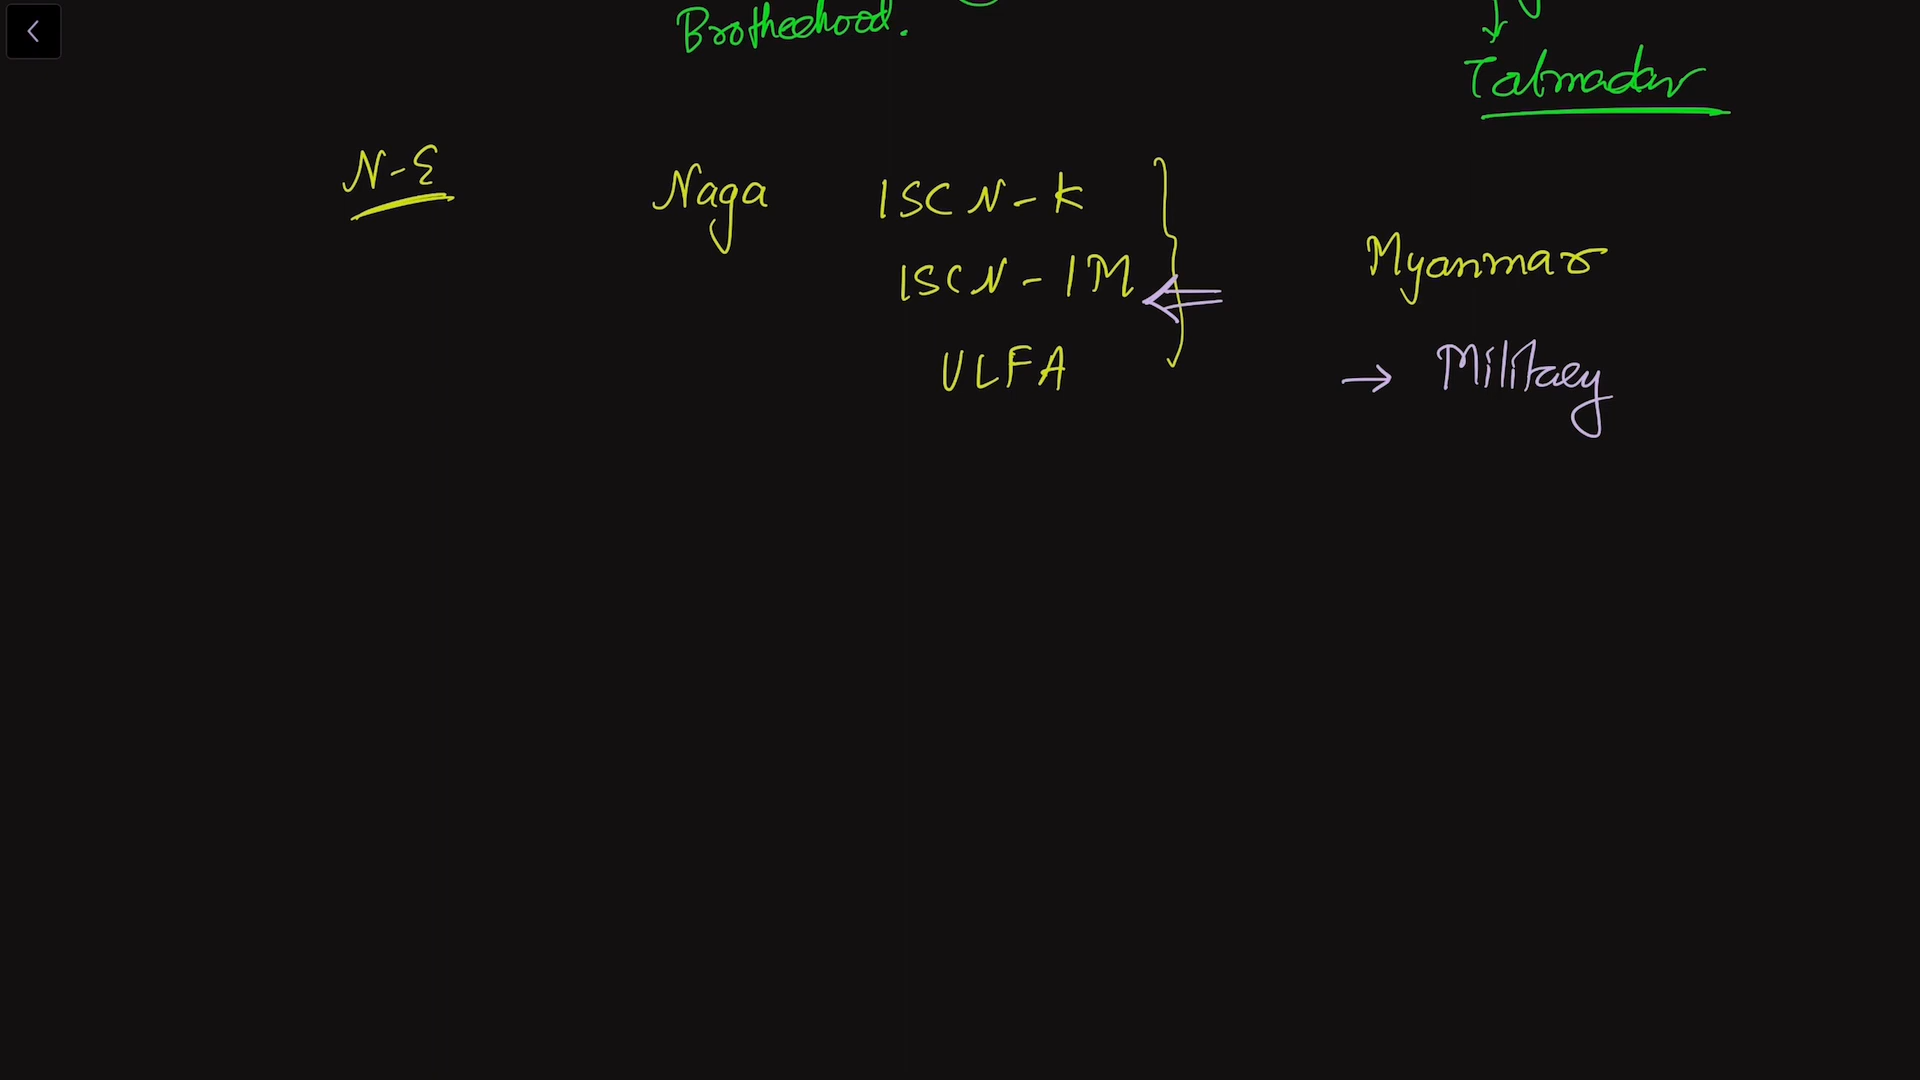 Brotherhood.
Tatmadaw
N-E
Naga ISCN-K
ISCN-IM
Myanmar
ULFA
→ Military